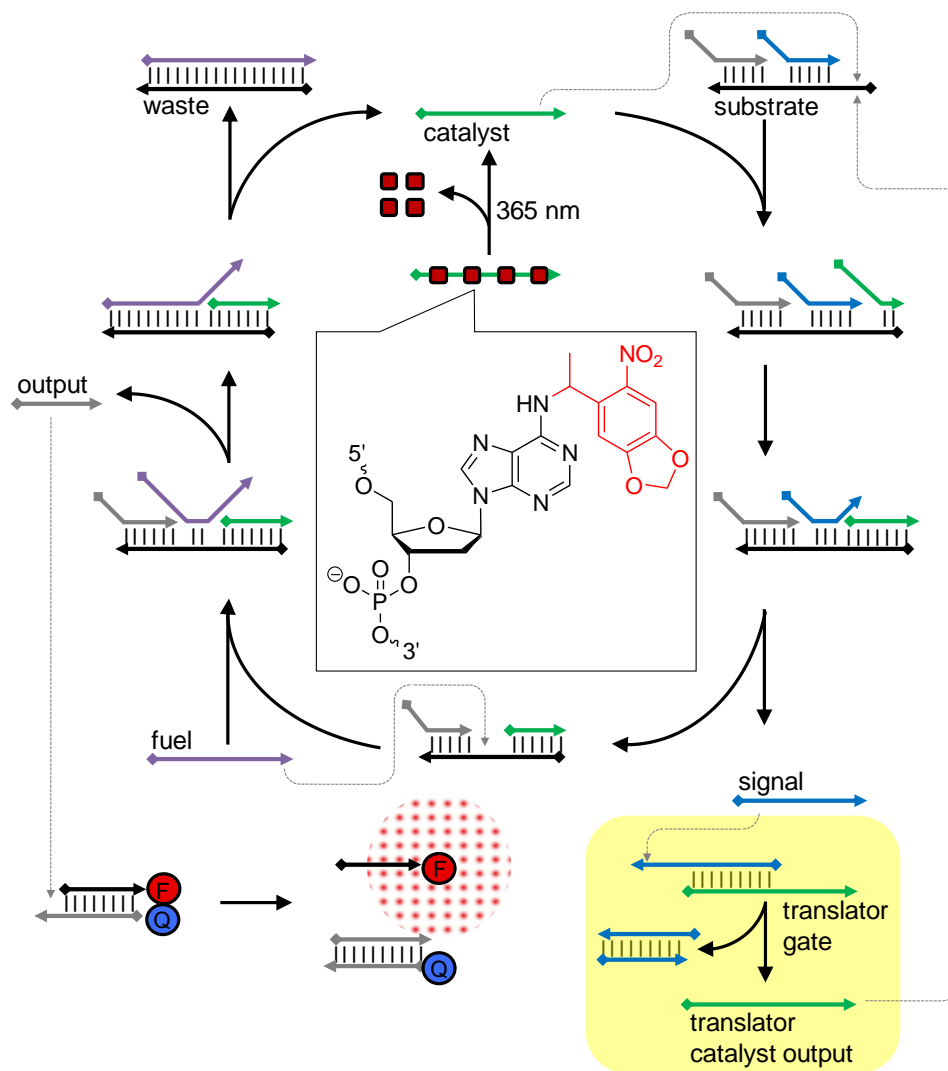 waste
catalyst
substrate
365 nm
output
NO₂
HN
N
N
N
N
5'
O
O
O
O
O
⊖O
P
O
O
3'
fuel
signal
F
F
Q
Q
translator
gate
translator
catalyst output